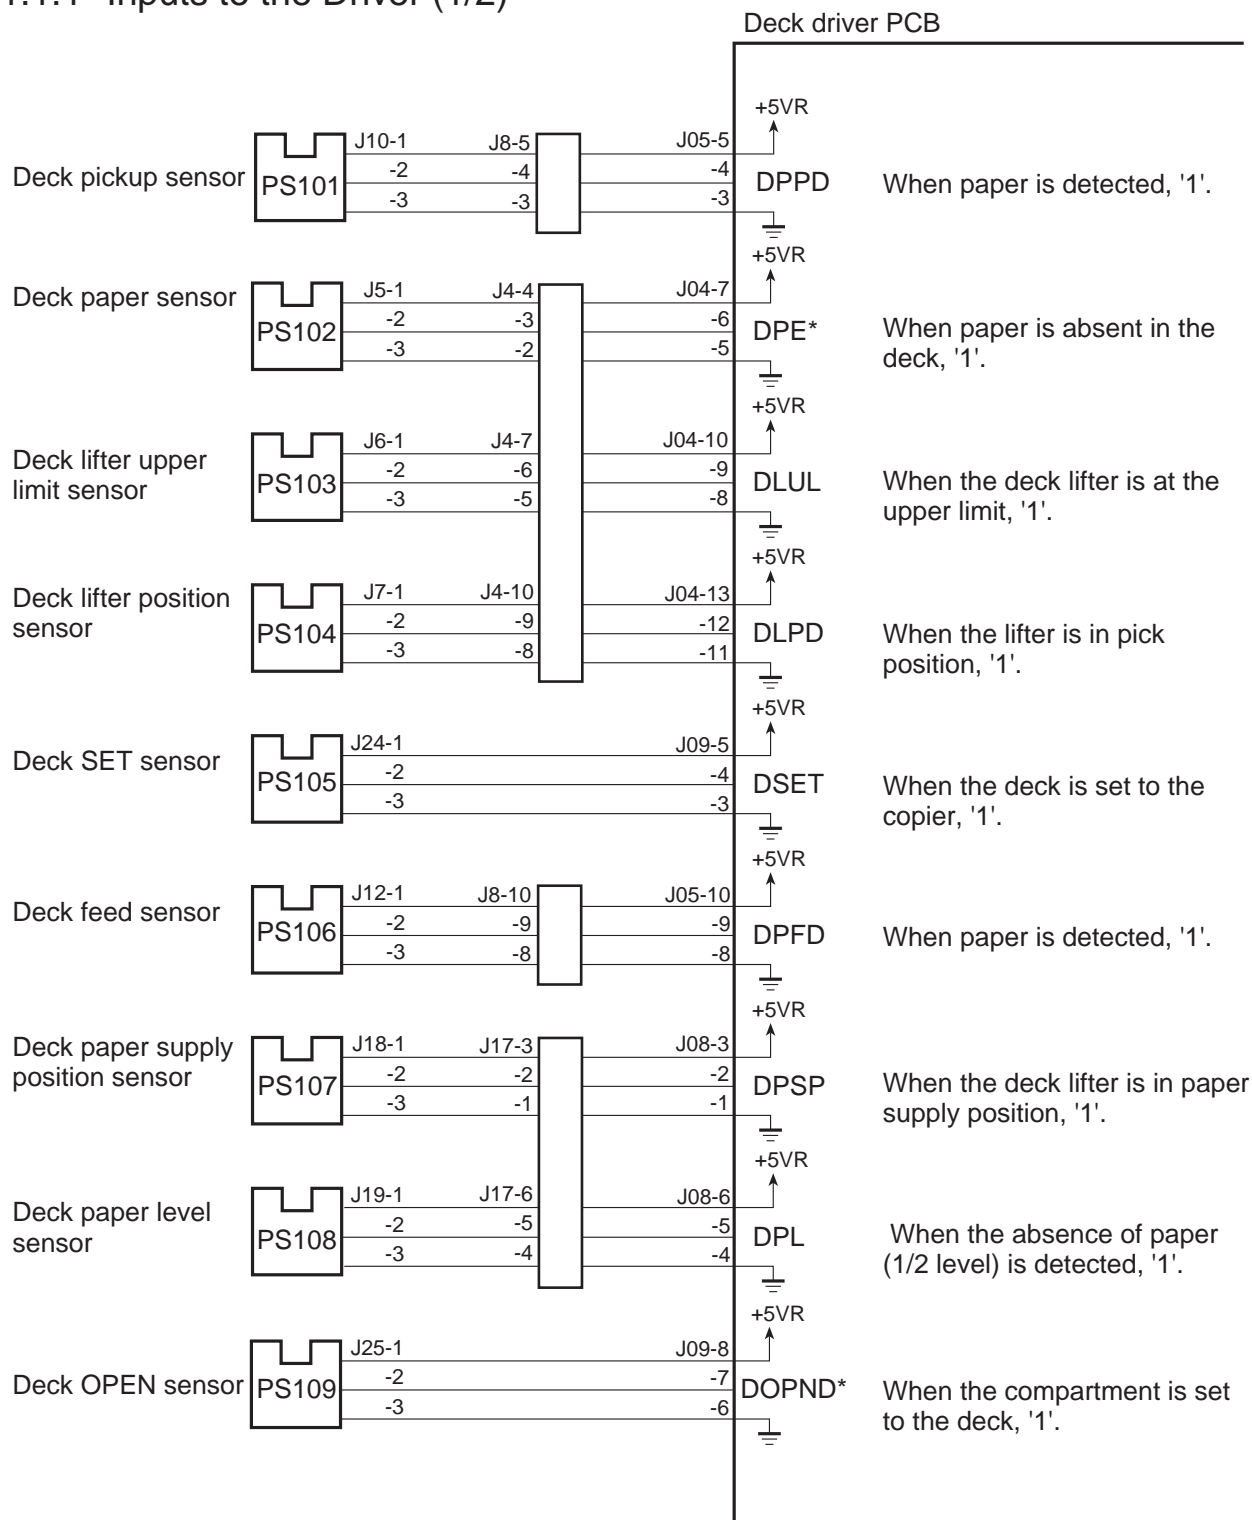 1.1.1 Inputs to the Driver (1/2)
Deck driver PCB
+5VR
J10-1 J8-5 J05-5
Deck pickup sensor PS101 -2 -4 -4 DPPD When paper is detected, '1'.
-3 -3 -3
+5VR
Deck paper sensor J5-1 J4-4 J04-7
PS102 -2 -3 -6 DPE* When paper is absent in the
-3 -2 -5 deck, '1'.
+5VR
J6-1 J4-7 J04-10
Deck lifter upper -2 -6 -9
limit sensor PS103 DLUL When the deck lifter is at the
-3 -5 -8 upper limit, '1'.
+5VR
Deck lifter position J7-1 J4-10 J04-13
sensor PS104 -2 -9 -12 DLPD When the lifter is in pick
-3 -8 -11 position, '1'.
+5VR
J24-1 J09-5
Deck SET sensor PS105 -2 -4 DSET When the deck is set to the
-3 -3 copier, '1'.
+5VR
J12-1 J8-10 J05-10
Deck feed sensor PS106 -2 -9 -9 DPFD When paper is detected, '1'.
-3 -8 -8
+5VR
Deck paper supply J18-1 J17-3 J08-3
position sensor PS107 -2 -2 -2 DPSP When the deck lifter is in paper
-3 -1 -1 supply position, '1'.
+5VR
J19-1 J17-6 J08-6
Deck paper level -2 -5 -5 When the absence of paper
sensor PS108 -3 -4 -4 DPL (1/2 level) is detected, '1'.
+5VR
J25-1 J09-8
Deck OPEN sensor PS109 -2 -7 DOPND* When the compartment is set
-3 -6 to the deck, '1'.